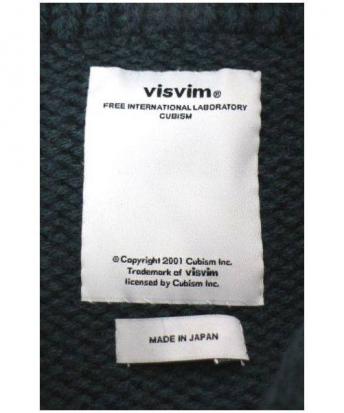 visvim®
FREE INTERNATIONAL LABORATORY
CUBISM
© Copyright 2001 Cubism Inc.
Trademark of visvim
licensed by Cubism Inc.
MADE IN JAPAN